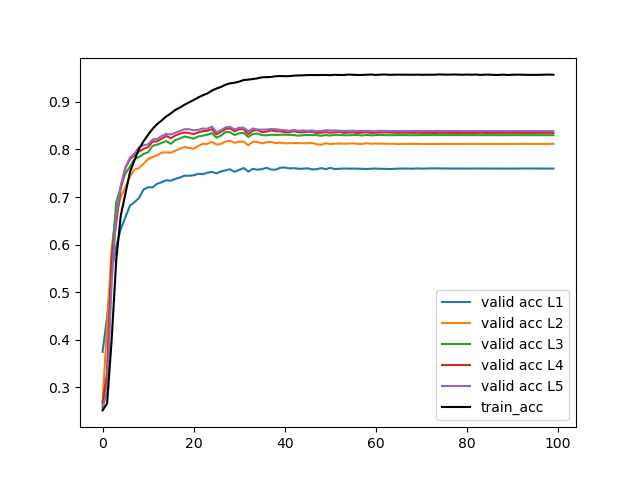 0.9
0.8
0.7
0.6
0.5
0.4
0.3
0 20 40 60 80 100
valid acc L1
valid acc L2
valid acc L3
valid acc L4
valid acc L5
train_acc